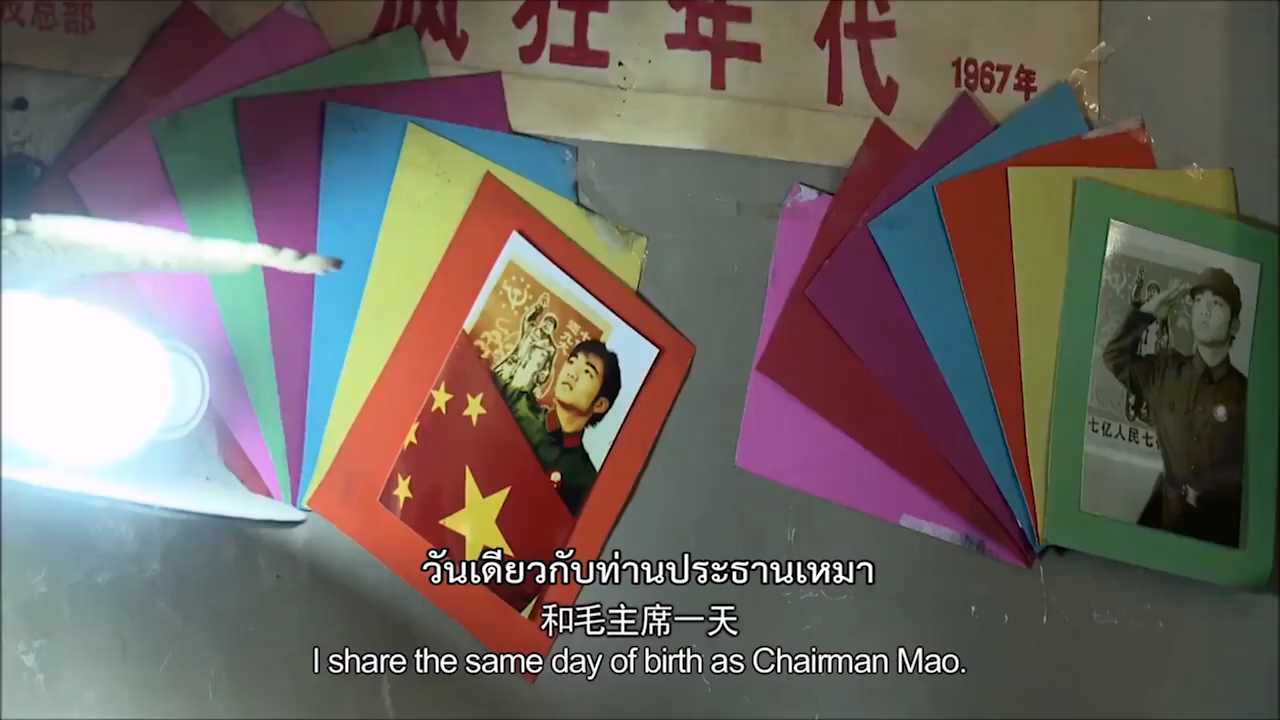 疯狂年代
1967年
七亿人民七
วันเดียวกับท่านประธานเหมา
和毛主席一天
I share the same day of birth as Chairman Mao.